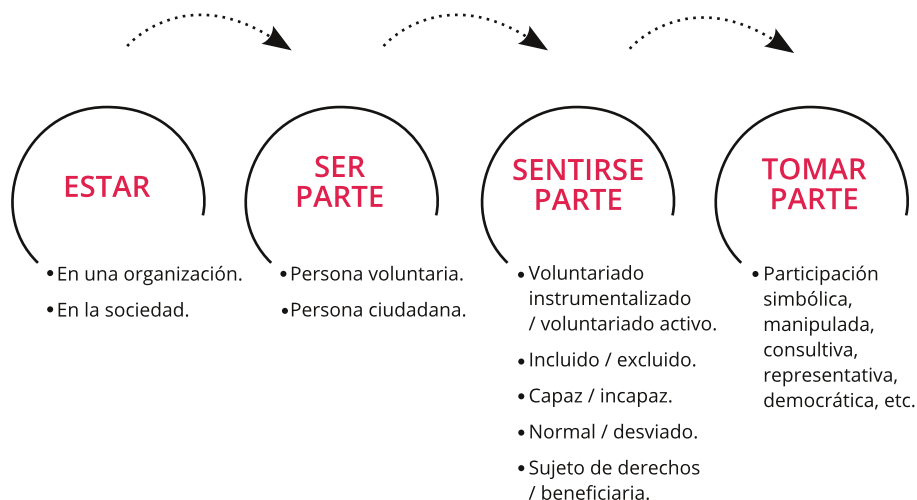 ESTAR
• En una organización.
• En la sociedad.
SER
PARTE
• Persona voluntaria.
• Persona ciudadana.
SENTIRSE
PARTE
• Voluntariado
instrumentalizado
/ voluntariado activo.
• Incluido / excluido.
• Capaz / incapaz.
• Normal / desviado.
• Sujeto de derechos
/ beneficiaria.
TOMAR
PARTE
• Participación
simbólica,
manipulada,
consultiva,
representativa,
democrática, etc.